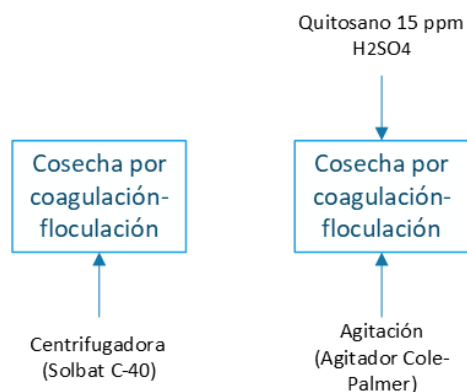 Quitosano 15 ppm
H2SO4
Cosecha por
coagulación-
floculación
Cosecha por
coagulación-
floculación
Centrifugadora
(Solbat C-40)
Agitación
(Agitador Cole-
Palmer)